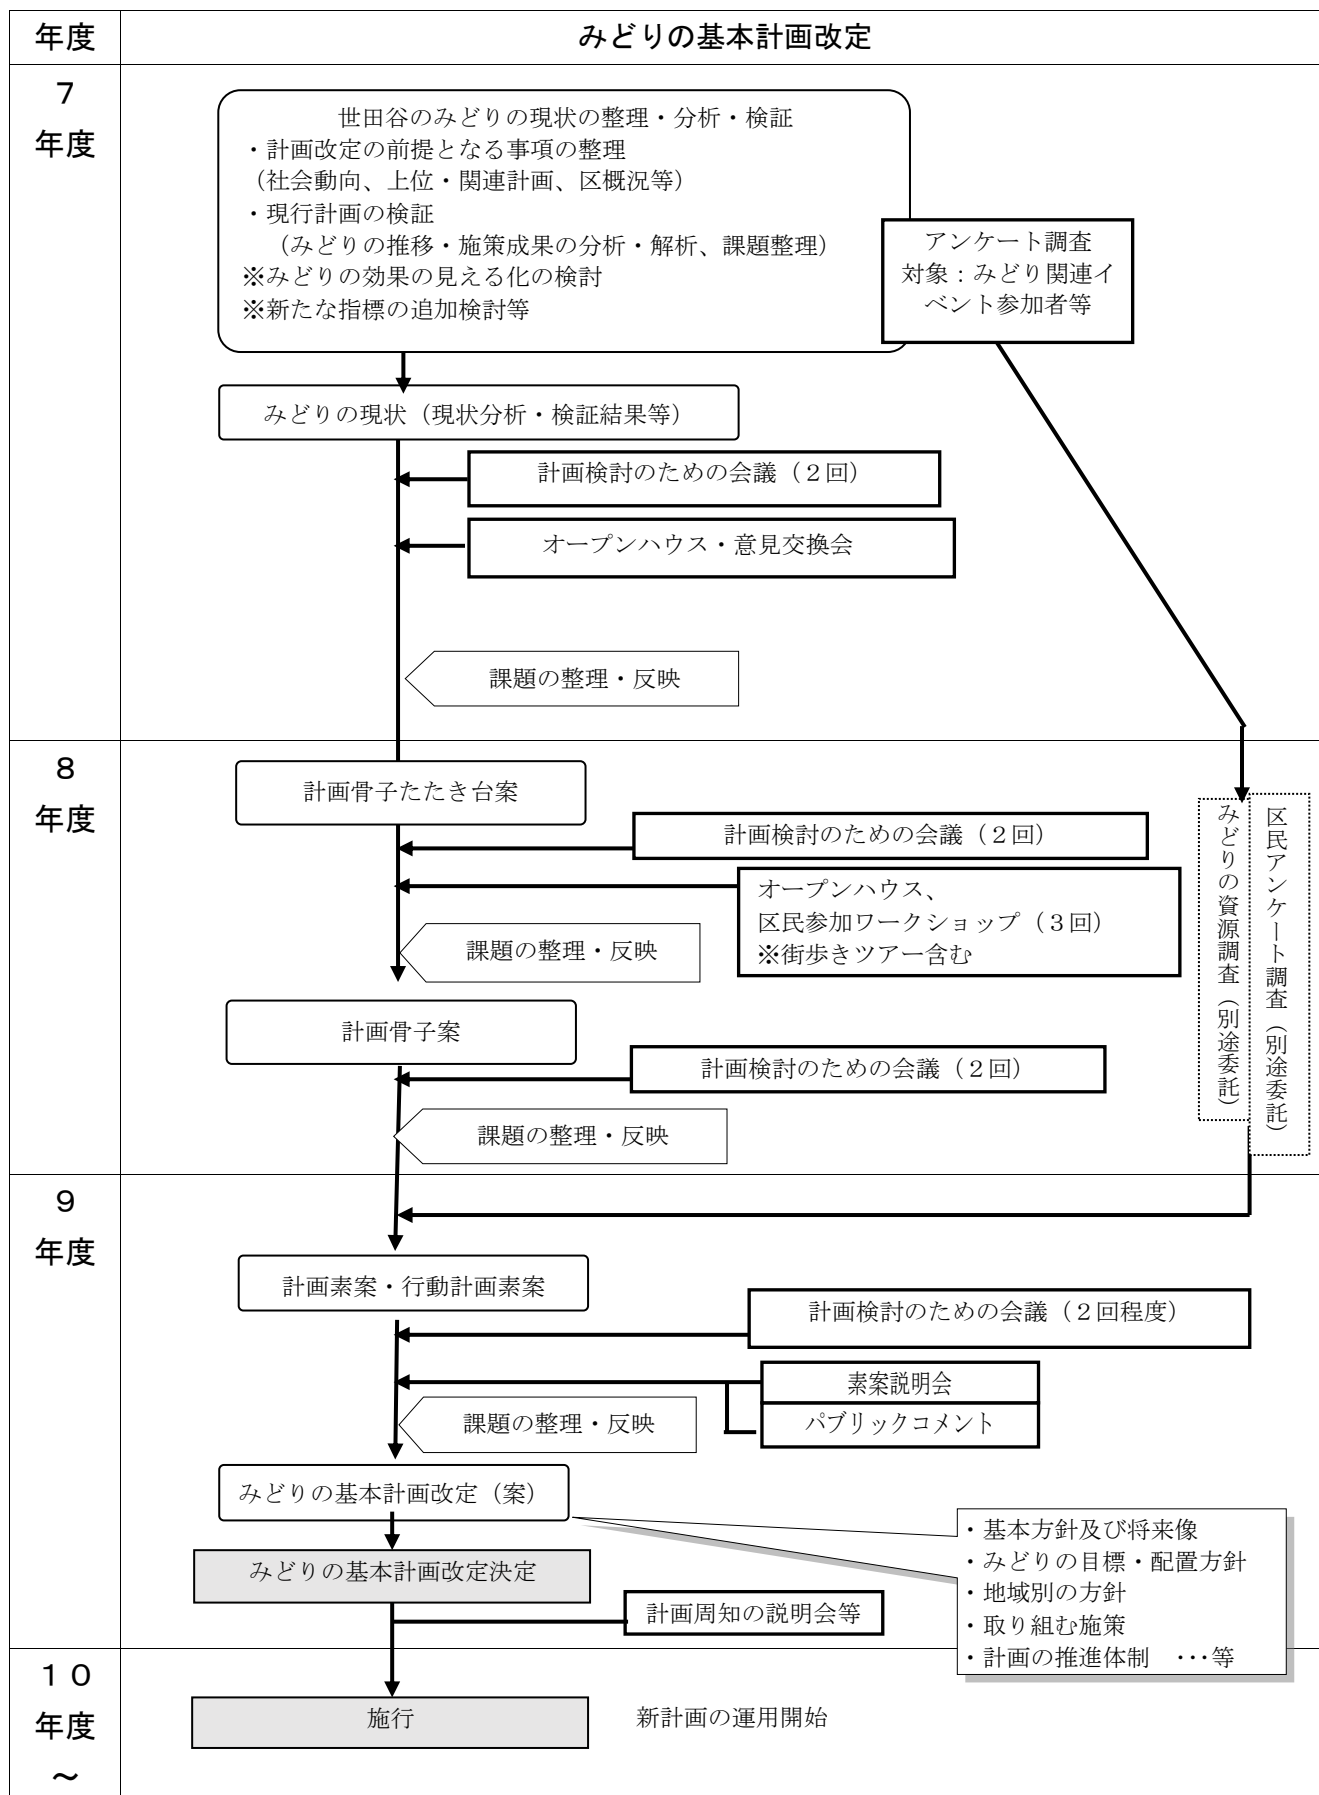 年度
みどりの基本計画改定
7
年度
世田谷のみどりの現状の整理・分析・検証
・計画改定の前提となる事項の整理
(社会動向、上位・関連計画、区概況等)
・現行計画の検証
(みどりの推移・施策成果の分析・解析、課題整理)
※みどりの効果の見える化の検討
※新たな指標の追加検討等
アンケート調査
対象：みどり関連イ
ベント参加者等
みどりの現状（現状分析・検証結果等）
計画検討のための会議（２回）
オープンハウス・意見交換会
課題の整理・反映
8
年度
計画骨子たたき台案
計画検討のための会議（２回）
オープンハウス、
区民参加ワークショップ（３回）
※街歩きツアー含む
課題の整理・反映
区民アンケート調査（別途委託）
みどりの資源調査（別途委託）
計画骨子案
計画検討のための会議（２回）
課題の整理・反映
9
年度
計画素案・行動計画素案
計画検討のための会議（２回程度）
素案説明会
パブリックコメント
課題の整理・反映
みどりの基本計画改定（案）
・基本方針及び将来像
・みどりの目標・配置方針
・地域別の方針
・取り組む施策
・計画の推進体制　…等
みどりの基本計画改定決定
計画周知の説明会等
１０
年度
～
施行
新計画の運用開始